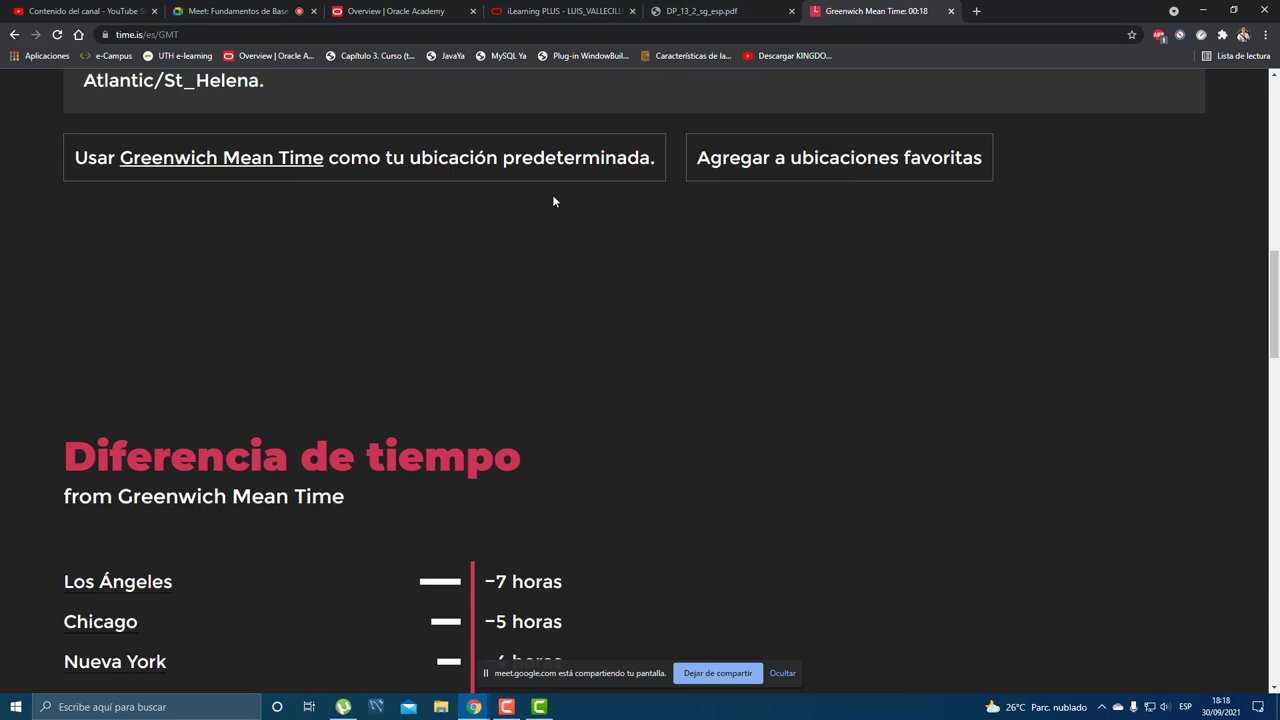 Contenido del canal - YouTube S
Meet: Fundamentos de Base
Overview | Oracle Academy
iLearning PLUS - LUIS_VALLECILL
DP_13_2_sg_esp.pdf
Greenwich Mean Time: 00:18
time.is/es/GMT
Aplicaciones
e-Campus
UTH e-learning
Overview | Oracle A...
Capítulo 3. Curso (t...
JavaYa
MySQL Ya
Plug-in WindowBuil...
Características de la...
Descargar KINGDO...
Lista de lectura
Atlantic/St_Helena.
Usar Greenwich Mean Time como tu ubicación predeterminada.
Agregar a ubicaciones favoritas
Diferencia de tiempo
from Greenwich Mean Time
Los Ángeles −7 horas
Chicago −5 horas
Nueva York −4 horas
meet.google.com está compartiendo tu pantalla.
Dejar de compartir
Ocultar
Escribe aquí para buscar
26°C Parc. nublado
ESP
18:18
30/09/2021